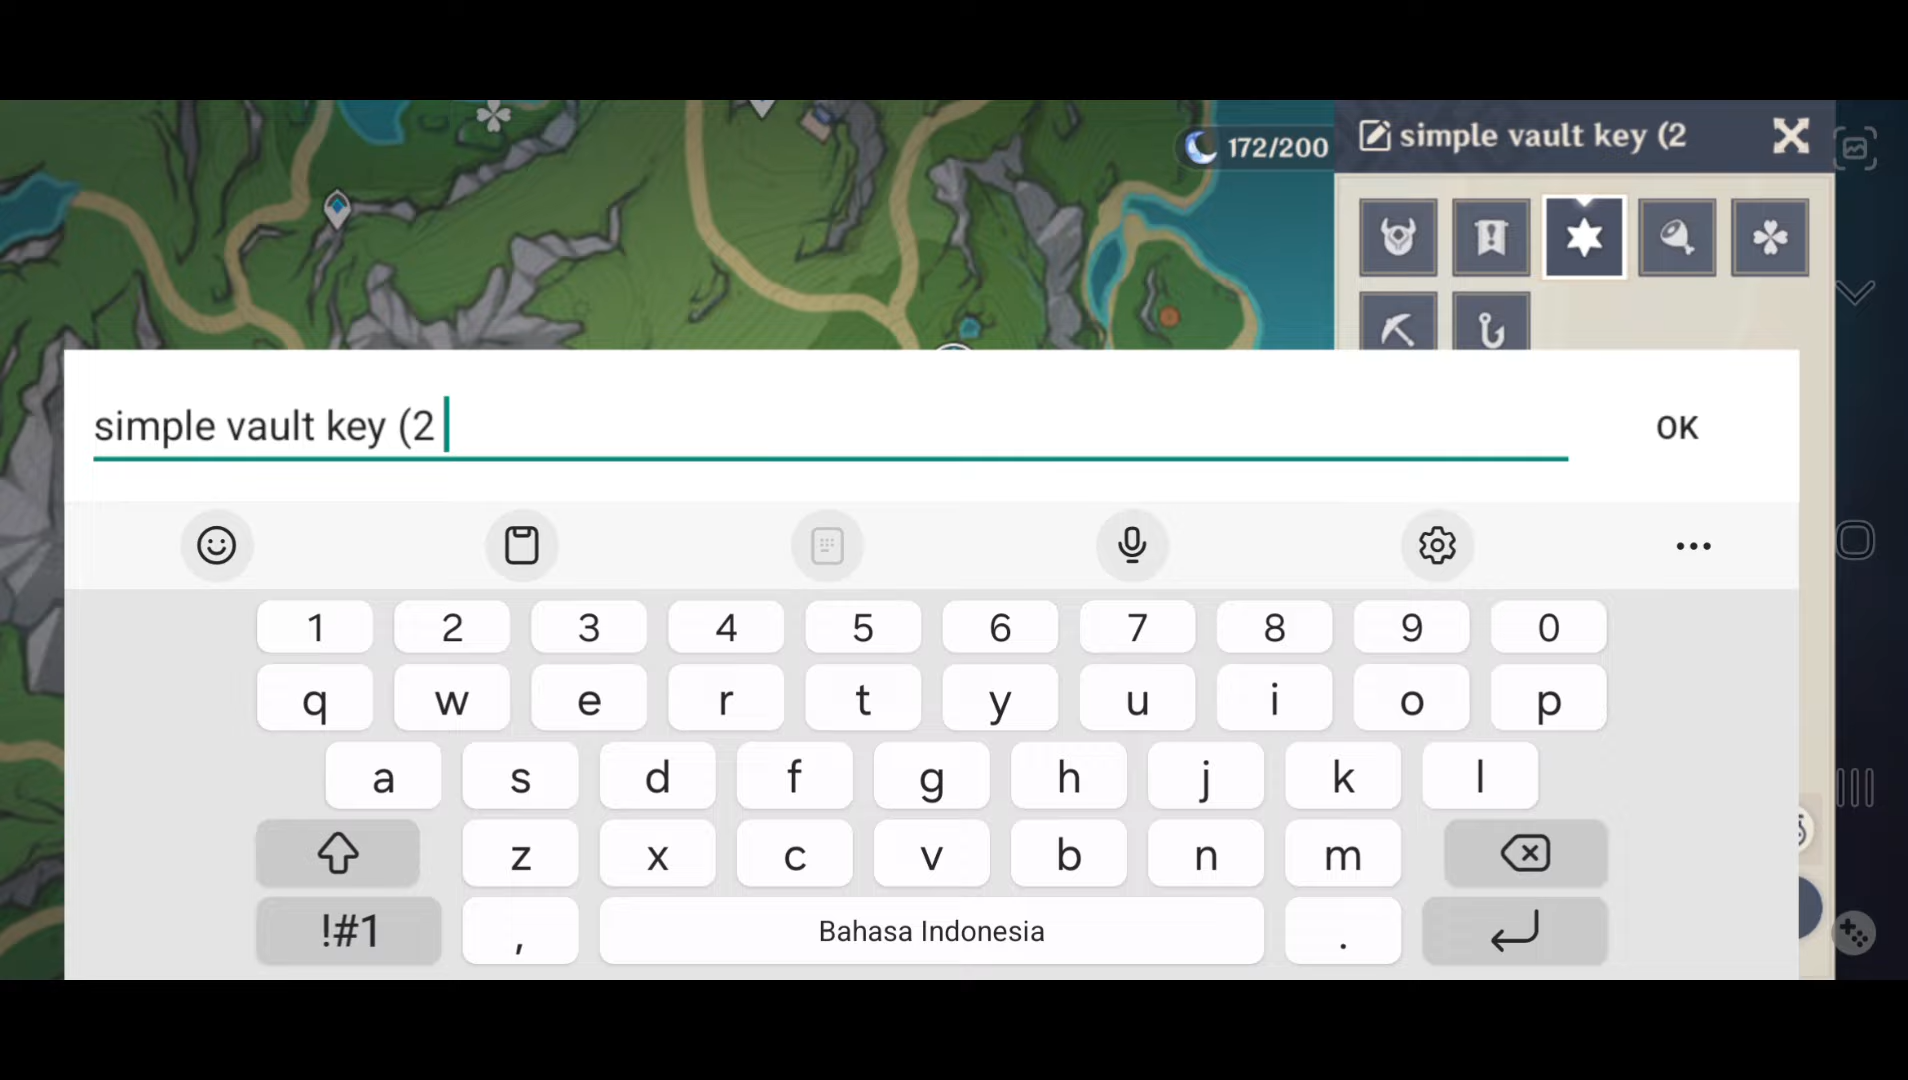 172/200
simple vault key (2
simple vault key (2
OK
1 2 3 4 5 6 7 8 9 0
q w e r t y u i o p
a s d f g h j k l
z x c v b n m
!#1 , Bahasa Indonesia .